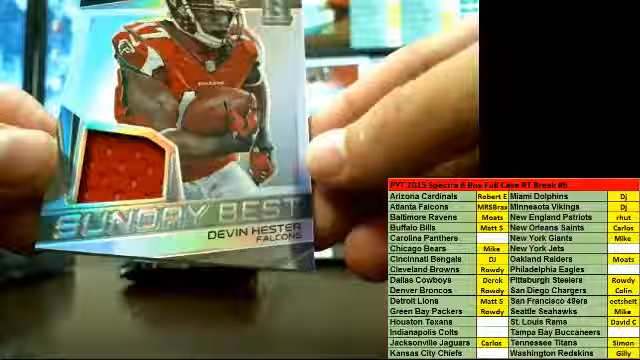 SUNDAY BEST
DEVIN HESTER
FALCONS
PYT 2015 Spectra 8 Box Full Case RT Break #6
Arizona Cardinals Robert E Miami Dolphins Dj
Atlanta Falcons MRSBrax Minnesota Vikings Dj
Baltimore Ravens Moats New England Patriots rhut
Buffalo Bills Matt S New Orleans Saints Carlos
Carolina Panthers New York Giants Mike
Chicago Bears Mike New York Jets
Cincinnati Bengals DJ Oakland Raiders Moats
Cleveland Browns Rowdy Philadelphia Eagles
Dallas Cowboys Derek Pittsburgh Steelers Rowdy
Denver Broncos Rowdy San Diego Chargers Colin
Detroit Lions Matt S San Francisco 49ers
Green Bay Packers Rowdy Seattle Seahawks Mike
Houston Texans St. Louis Rams David C
Indianapolis Colts Tampa Bay Buccaneers
Jacksonville Jaguars Carlos Tennessee Titans Simon
Kansas City Chiefs Washington Redskins Gilly